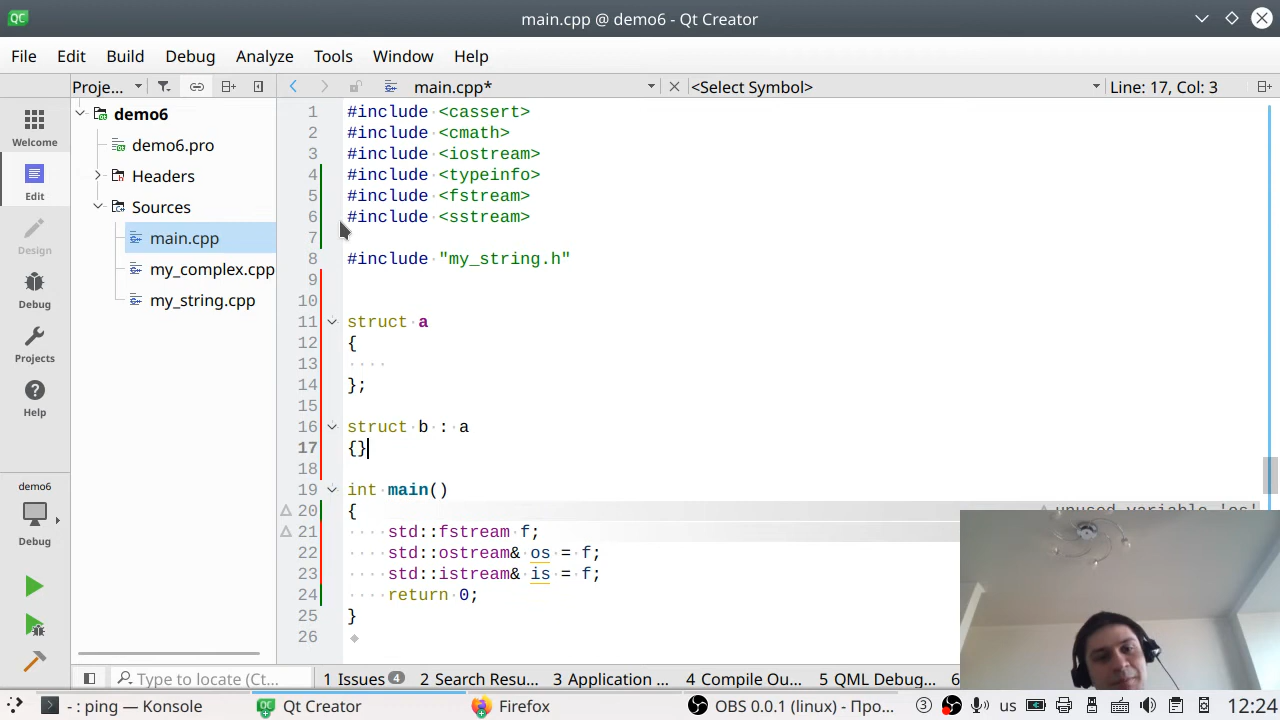 main.cpp @ demo6 - Qt Creator
File Edit Build Debug Analyze Tools Window Help
Proje... main.cpp* <Select Symbol> Line: 17, Col: 3
Welcome
Edit
Design
Debug
Projects
Help
demo6
Debug
demo6
demo6.pro
Headers
Sources
main.cpp
my_complex.cpp
my_string.cpp
1 #include <cassert>
2 #include <cmath>
3 #include <iostream>
4 #include <typeinfo>
5 #include <fstream>
6 #include <sstream>
7
8 #include "my_string.h"
9
10
11 struct a
12 {
13
14 };
15
16 struct b : a
17 {}
18
19 int main()
20 {
unused variable 'os'
21 std::fstream f;
22 std::ostream& os = f;
23 std::istream& is = f;
24 return 0;
25 }
26
Type to locate (Ct... 1 Issues 4 2 Search Resu... 3 Application ... 4 Compile Ou... 5 QML Debug... 6
- : ping — Konsole Qt Creator Firefox OBS 0.0.1 (linux) - Про... 3 us 12:24